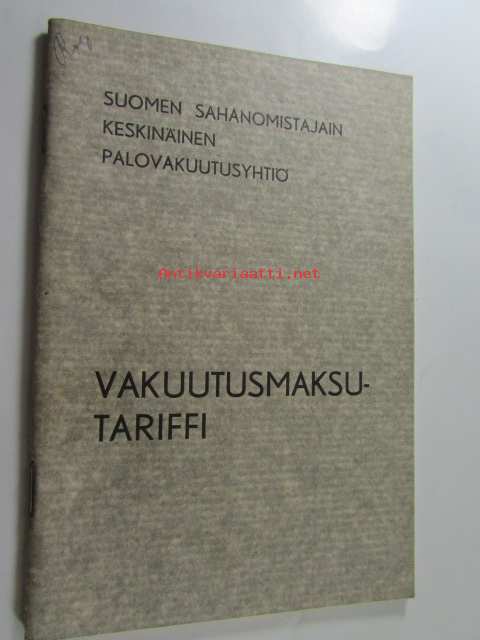 SUOMEN SAHANOMISTAJAIN
KESKINÄINEN
PALOVAKUUTUSYHTIÖ
Antikvariaatti.net
VAKUUTUSMAKSU-
TARIFFI